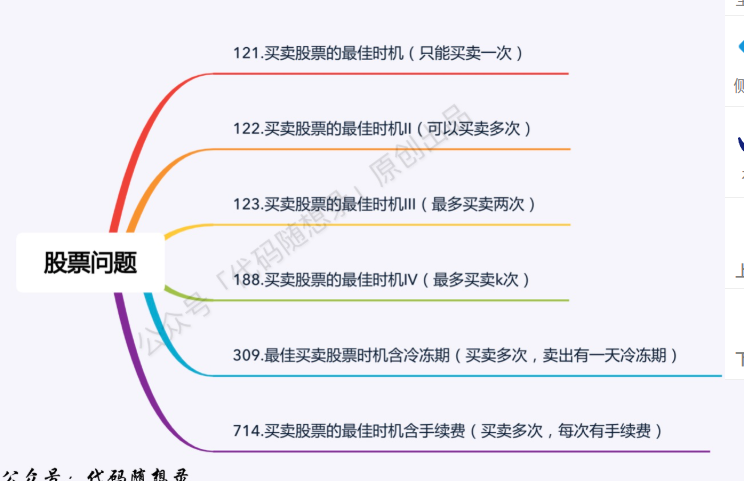 121.买卖股票的最佳时机（只能买卖一次）
122.买卖股票的最佳时机II（可以买卖多次）
123.买卖股票的最佳时机III（最多买卖两次）
股票问题
188.买卖股票的最佳时机IV（最多买卖k次）
309.最佳买卖股票时机含冷冻期（买卖多次，卖出有一天冷冻期）
714.买卖股票的最佳时机含手续费（买卖多次，每次有手续费）
公众号「代码随想录」原创出品
公众号：代码随想录